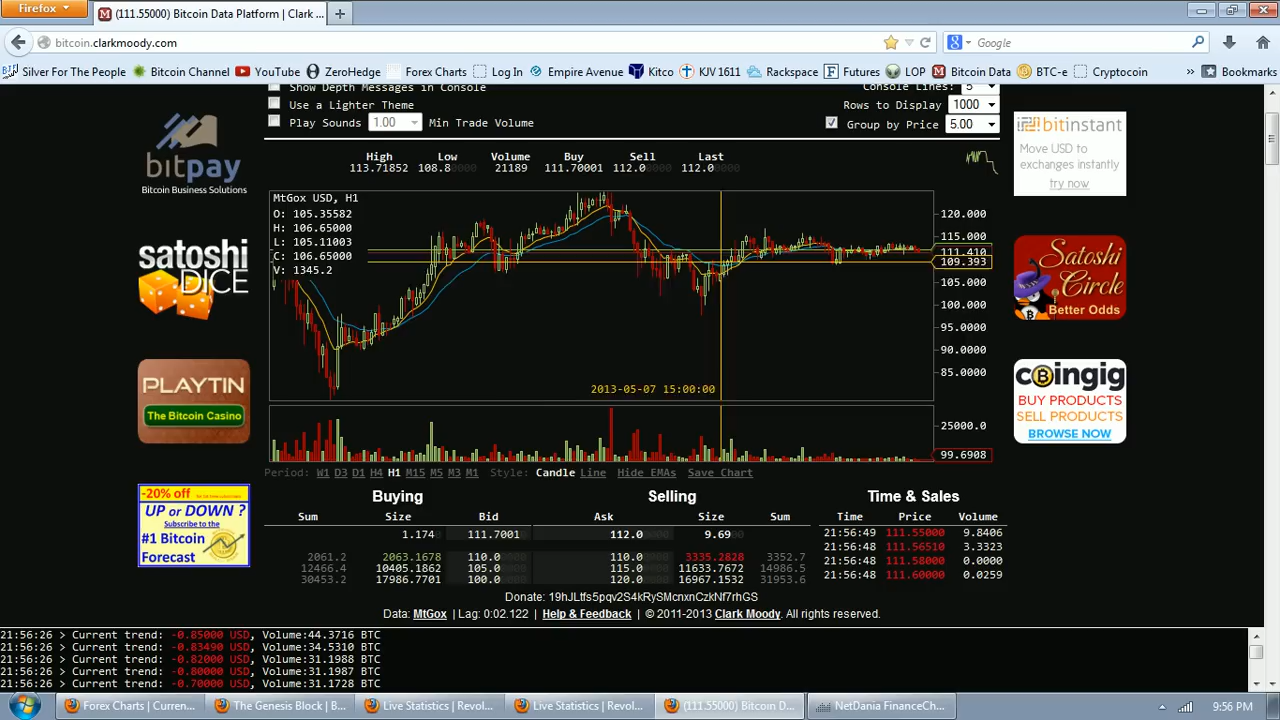 Firefox
(111.55000) Bitcoin Data Platform | Clark ...
bitcoin.clarkmoody.com
Google
Silver For The People
Bitcoin Channel
YouTube
ZeroHedge
Forex Charts
Log In
Empire Avenue
Kitco
KJV 1611
Rackspace
Futures
LOP
Bitcoin Data
BTC-e
Cryptocoin
»
Bookmarks
Show Depth Messages in Console
Console Lines: 5
Use a Lighter Theme
Rows to Display 1000
Play Sounds 1.00 Min Trade Volume
Group by Price 5.00
bitpay
Bitcoin Business Solutions
bitinstant
Move USD to
exchanges instantly
try now
High Low Volume Buy Sell Last
123.71852 108.80000 21189 111.70001 112.00000 112.00000
MtGox USD, H1
O: 105.35582
H: 106.65000
L: 105.11003
C: 106.65000
V: 1345.2
120.000
115.000
111.410
109.393
105.000
100.000
95.0000
90.0000
85.0000
2013-05-07 15:00:00
25000.0
99.6908
satoshi
DICE
Satoshi
Circle
Better Odds
PLAYTIN
The Bitcoin Casino
coingig
BUY PRODUCTS
SELL PRODUCTS
BROWSE NOW
-20% off
UP or DOWN ?
Subscribe to the
#1 Bitcoin
Forecast
Period: W1 D3 D1 H4 H1 M15 M5 M3 M1 Style: Candle Line Hide EMAs Save Chart
Buying Selling Time & Sales
Sum Size Bid Ask Size Sum Time Price Volume
1.174 111.7001 112.0 9.69
2061.2 2063.1678 110.0 110.0 3335.2828 3352.7
12466.4 10405.1862 105.0 115.0 11633.7672 14986.5
30453.2 17986.7701 100.0 120.0 16967.1532 31953.6
21:56:49 111.55000 9.8406
21:56:48 111.56510 3.3323
21:56:48 111.58000 0.0000
21:56:48 111.60000 0.0259
Donate: 19hJLtfs5pqv2S4kRySMcnxnCzkNf7rhGS
Data: MtGox | Lag: 0:02.122 | Help & Feedback | © 2011-2013 Clark Moody. All rights reserved.
21:56:26 > Current trend: -0.85000 USD, Volume:44.3716 BTC
21:56:26 > Current trend: -0.83490 USD, Volume:34.5310 BTC
21:56:26 > Current trend: -0.82000 USD, Volume:31.1988 BTC
21:56:26 > Current trend: -0.80000 USD, Volume:31.1987 BTC
21:56:26 > Current trend: -0.70000 USD, Volume:31.1728 BTC
Forex Charts | Curren...
The Genesis Block | B...
Live Statistics | Revol...
Live Statistics | Revol...
(111.55000) Bitcoin D...
NetDania FinanceCh...
9:56 PM